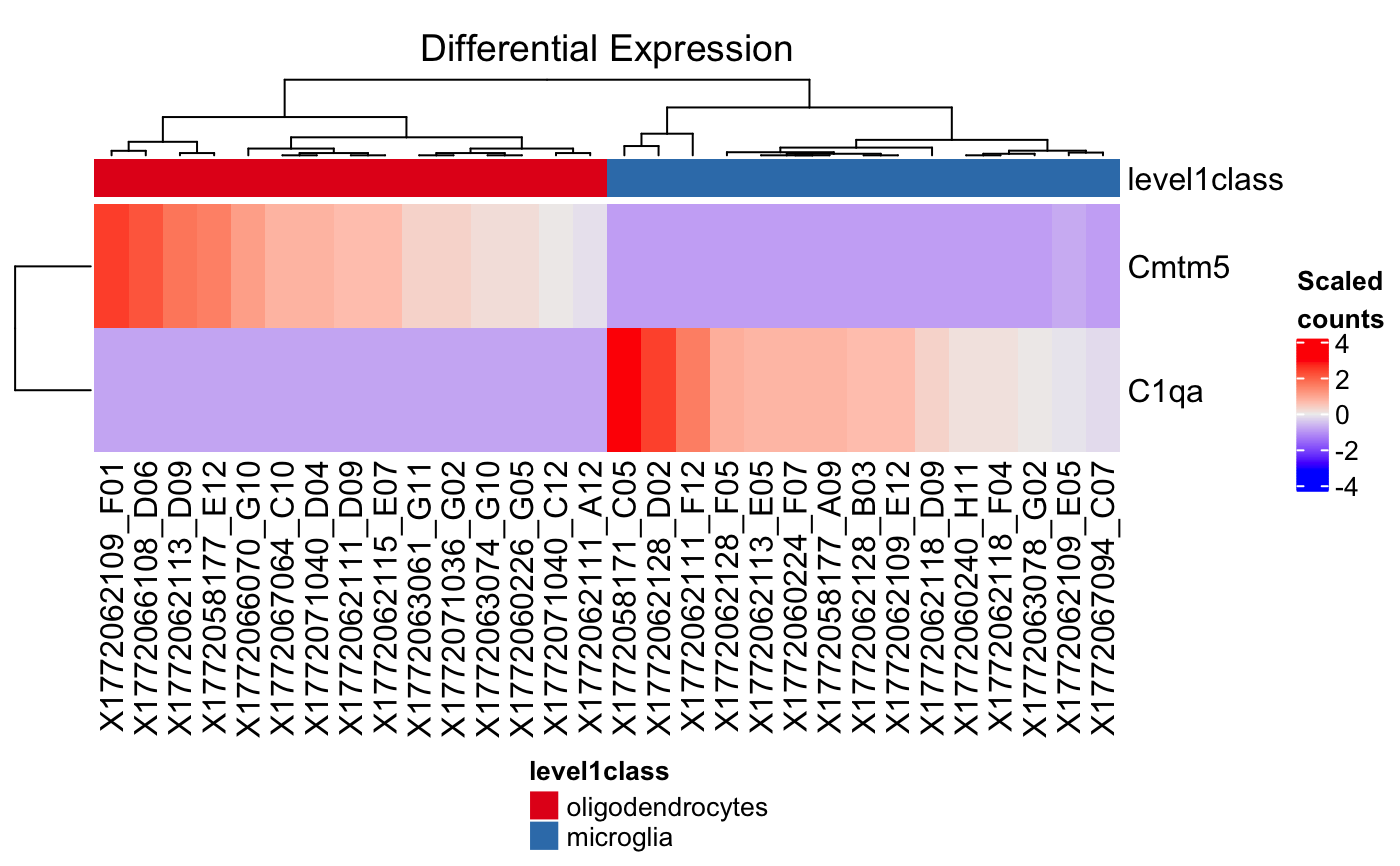 Differential Expression
level1class
Cmtm5
C1qa
Scaled
counts
4
2
0
-2
-4
X1772062109_F01
X1772066108_D06
X1772062113_D09
X1772058177_E12
X1772066070_G10
X1772067064_C10
X1772071040_D04
X1772062111_D09
X1772062115_E07
X1772063061_G11
X1772071036_G02
X1772063074_G10
X1772060226_G05
X1772071040_C12
X1772062111_A12
X1772058171_C05
X1772062128_D02
X1772062111_F12
X1772062128_F05
X1772062113_E05
X1772060224_F07
X1772058177_A09
X1772062128_B03
X1772062109_E12
X1772062118_D09
X1772060240_H11
X1772062118_F04
X1772063078_G02
X1772062109_E05
X1772067094_C07
level1class
oligodendrocytes
microglia